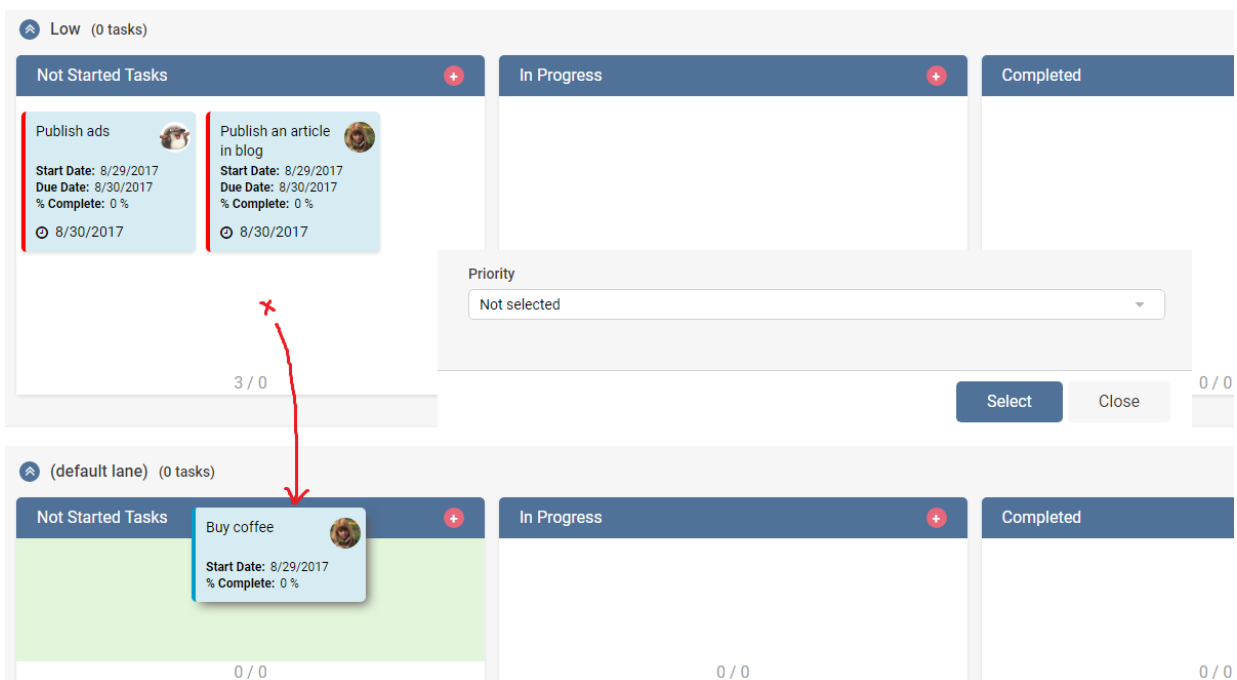 Low (0 tasks)
Not Started Tasks
In Progress
Completed
Publish ads
Start Date: 8/29/2017
Due Date: 8/30/2017
% Complete: 0 %
8/30/2017
Publish an article
in blog
Start Date: 8/29/2017
Due Date: 8/30/2017
% Complete: 0 %
8/30/2017
3 / 0
Priority
Not selected
Select
Close
0 / 0
(default lane) (0 tasks)
Not Started Tasks
In Progress
Completed
Buy coffee
Start Date: 8/29/2017
% Complete: 0 %
0 / 0
0 / 0
0 / 0